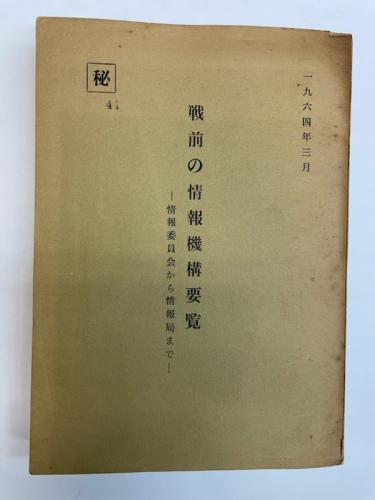 一九六四年三月
戦前の情報機構要覧
―情報委員会から情報局まで―
秘
44